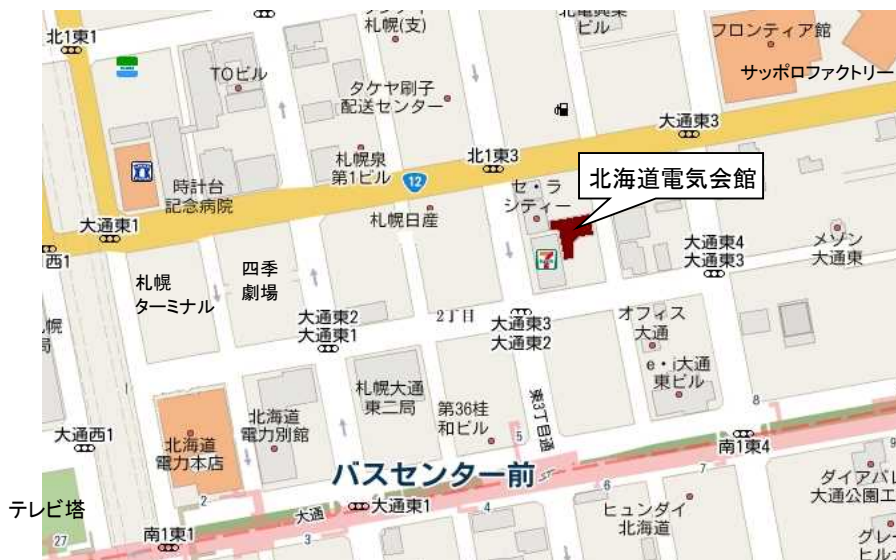 北1東1
札幌(支)
ビル
フロンティア館
サッポロファクトリー
TOビル
タケヤ刷子
配送センター
大通東3
北1東3
北海道電気会館
札幌泉
第1ビル
12
セ・ラ
シティー
時計台
記念病院
札幌日産
大通東1
西1
大通東4
大通東3
メゾン
大通東
札幌
ターミナル
四季
劇場
7
大通東2
大通東1
2丁目
大通東3
大通東2
オフィス
大通
e・i大通
東ビル
札幌大通
東二局
第36桂
和ビル
東3丁目通
北海道
電力別館
大通西1
北海道
電力本店
5
8
南1東4
9
バスセンター前
ダイアパレ
大通公園工
テレビ塔
2
大通
大通東1
4
6
7
ヒュンダイ
北海道
27
南1東1
3
グレ
ヒル